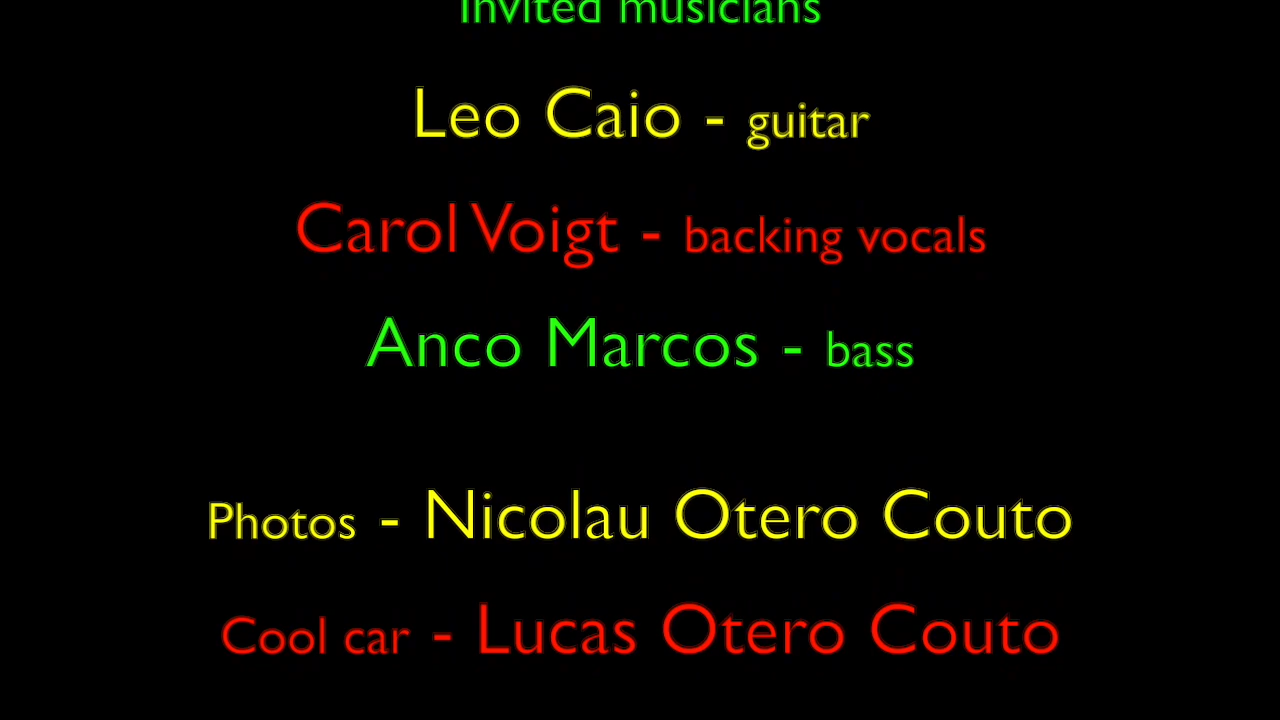 Invited musicians
Leo Caio - guitar
Carol Voigt - backing vocals
Anco Marcos - bass
Photos - Nicolau Otero Couto
Cool car - Lucas Otero Couto